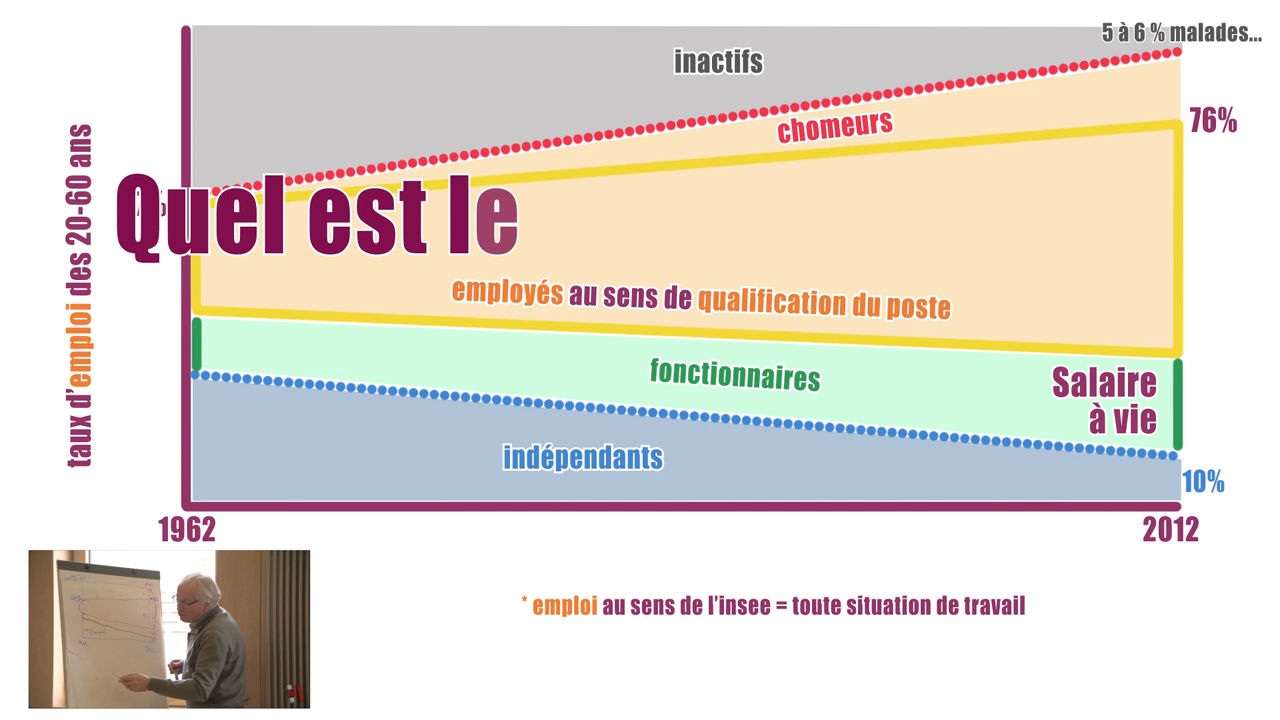 5 à 6 % malades...
inactifs
chomeurs
76%
taux d'emploi des 20-60 ans
Quel est le
employés au sens de qualification du poste
fonctionnaires
Salaire
à vie
indépendants
10%
1962
2012
* emploi au sens de l'insee = toute situation de travail